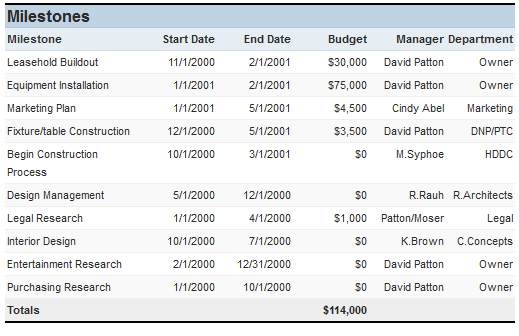 Milestones
Milestone Start Date End Date Budget Manager Department
Leasehold Buildout 11/1/2000 2/1/2001 $30,000 David Patton Owner
Equipment Installation 1/1/2001 2/1/2001 $75,000 David Patton Owner
Marketing Plan 1/1/2001 5/1/2001 $4,500 Cindy Abel Marketing
Fixture/table Construction 12/1/2000 5/1/2001 $3,500 David Patton DNP/PTC
Begin Construction 10/1/2000 3/1/2001 $0 M.Syphoe HDDC
Process
Design Management 5/1/2000 12/1/2000 $0 R.Rauh R.Architects
Legal Research 1/1/2000 4/1/2000 $1,000 Patton/Moser Legal
Interior Design 10/1/2000 7/1/2000 $0 K.Brown C.Concepts
Entertainment Research 2/1/2000 12/31/2000 $0 David Patton Owner
Purchasing Research 1/1/2000 10/1/2000 $0 David Patton Owner
Totals $114,000